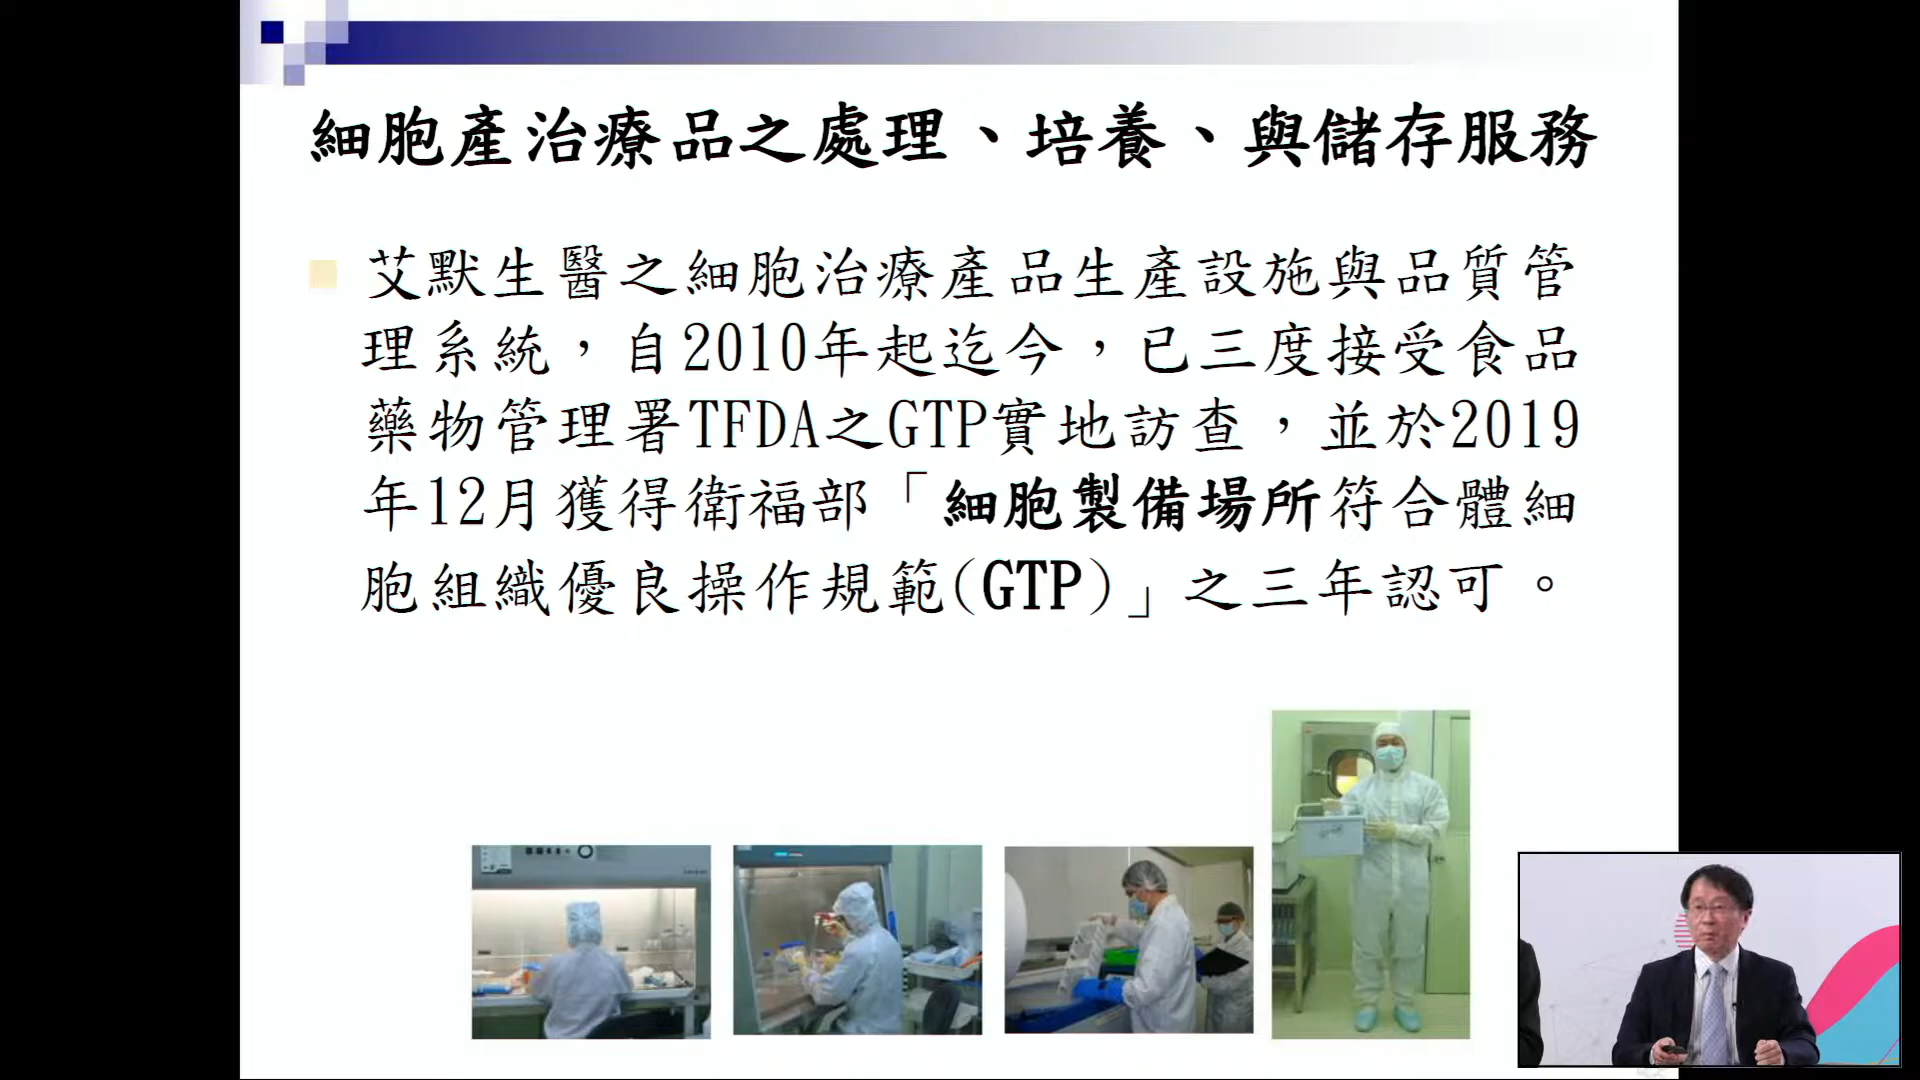 細胞產治療品之處理、培養、與儲存服務
艾默生醫之細胞治療產品生產設施與品質管
理系統，自2010年起迄今，已三度接受食品
藥物管理署TFDA之GTP實地訪查，並於2019
年12月獲得衛福部「細胞製備場所符合體細
胞組織優良操作規範(GTP)」之三年認可。